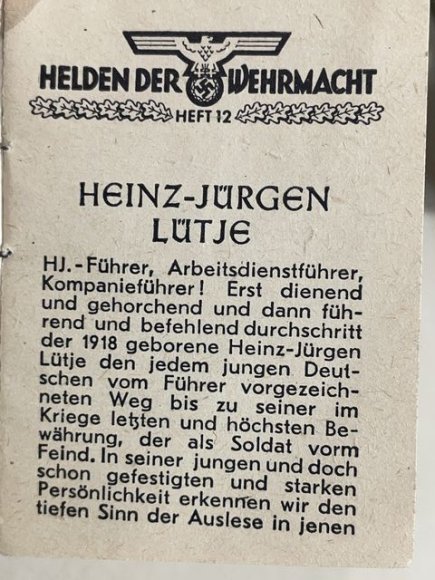 HELDEN DER WEHRMACHT
HEFT 12
HEINZ-JÜRGEN
LÜTJE
HJ.-Führer, Arbeitsdienstführer,
Kompanieführer! Erst dienend
und gehorchend und dann füh-
rend und befehlend durchschritt
der 1918 geborene Heinz-Jürgen
Lütje den jedem jungen Deut-
schen vom Führer vorgezeich-
neten Weg bis zu seiner im
Kriege letzten und höchsten Be-
währung, der als Soldat vorm
Feind. In seiner jungen und doch
schon gefestigten und starken
Persönlichkeit erkennen wir den
tiefen Sinn der Auslese in jenen